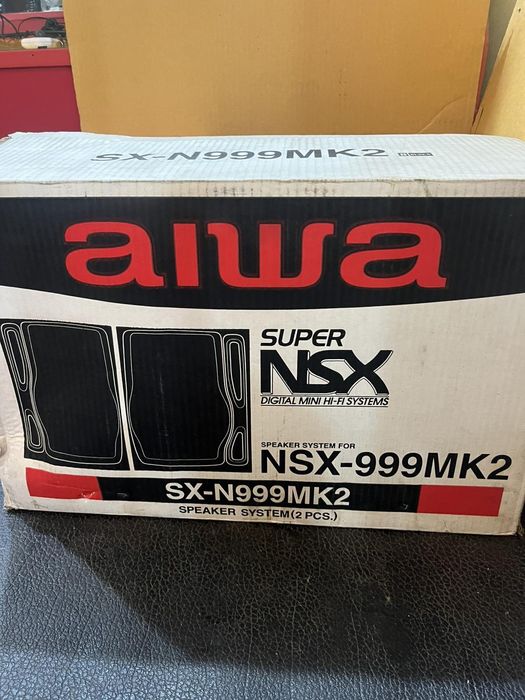 SX-N999MK2
aiwa
SUPER
NSX
DIGITAL MINI HI-FI SYSTEMS
SPEAKER SYSTEM FOR
NSX-999MK2
SX-N999MK2
SPEAKER SYSTEM (2 PCS.)